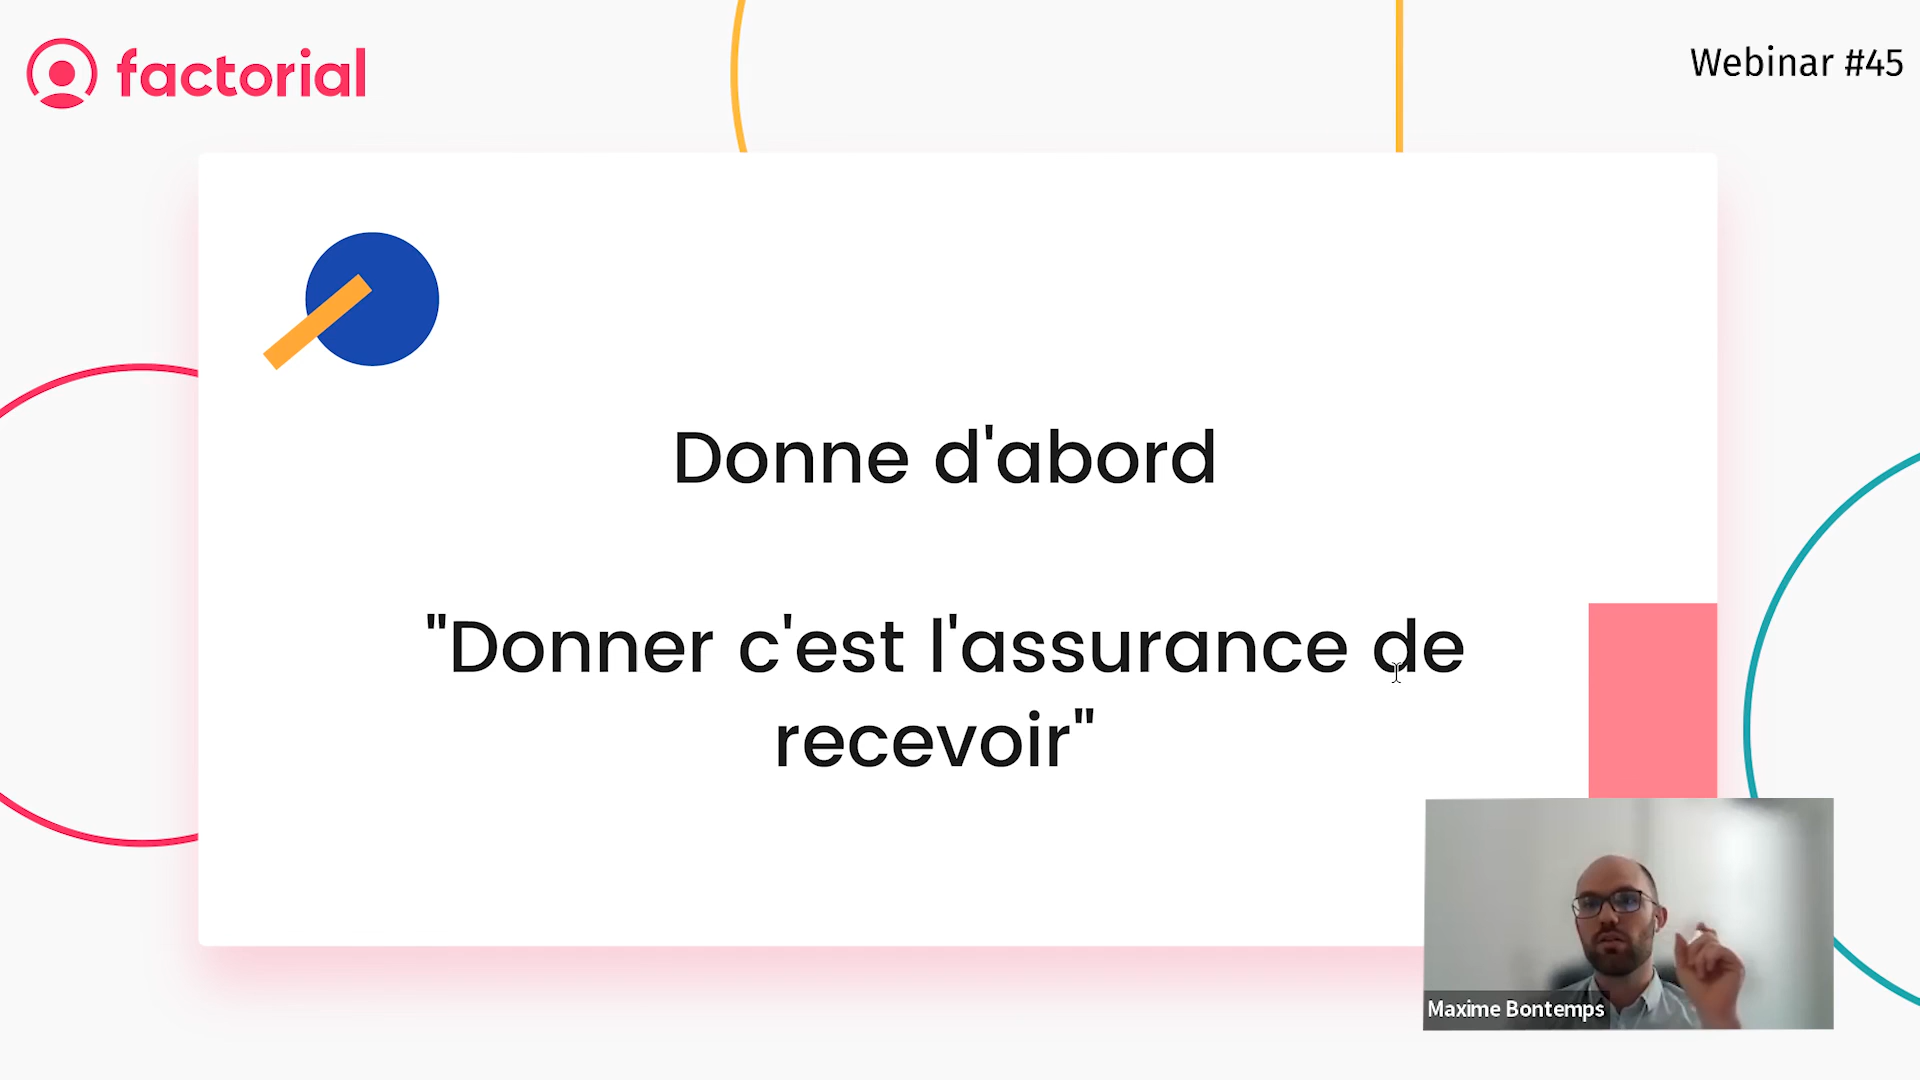 factorial
Webinar #45
Donne d'abord
"Donner c'est l'assurance de
recevoir"
Maxime Bontemps